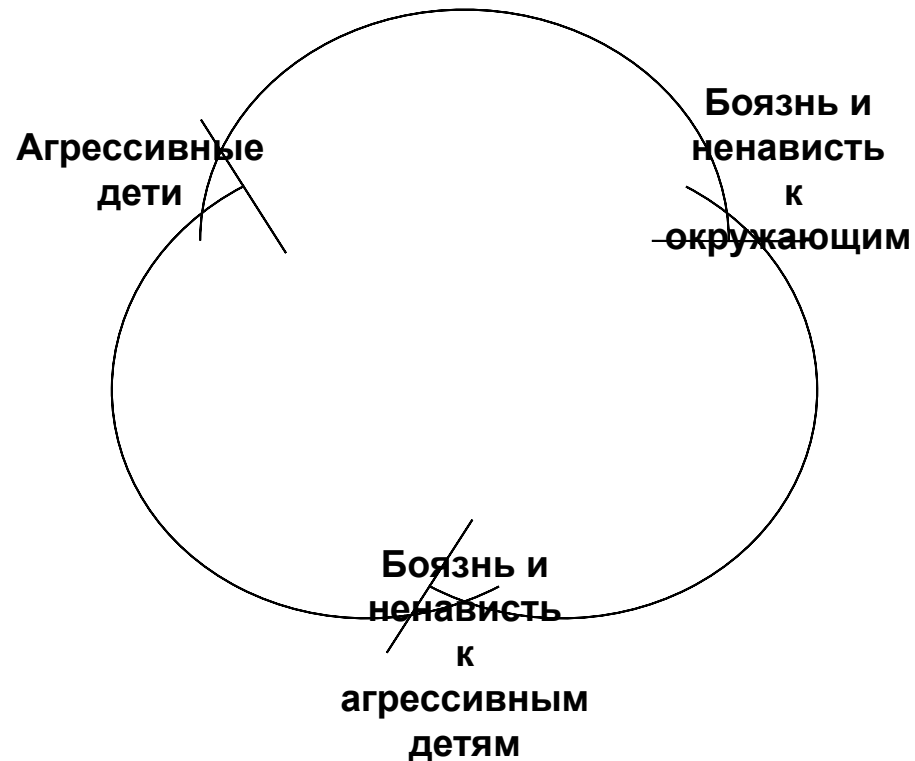 Агрессивные
дети
Боязнь и
ненависть
к
окружающим
Боязнь и
ненависть
к
агрессивным
детям